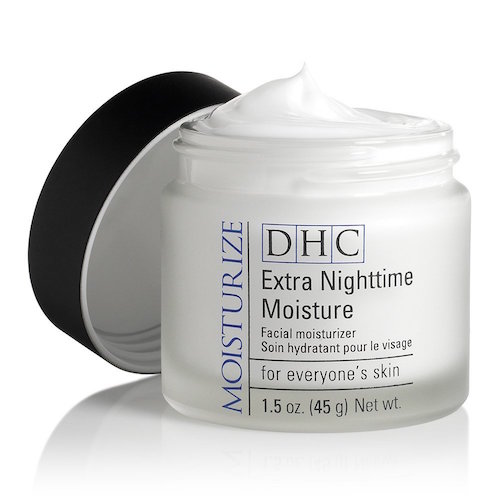 MOISTURIZE
DHC
Extra Nighttime
Moisture
Facial moisturizer
Soin hydratant pour le visage
for everyone's skin
1.5 oz. (45 g) Net wt.